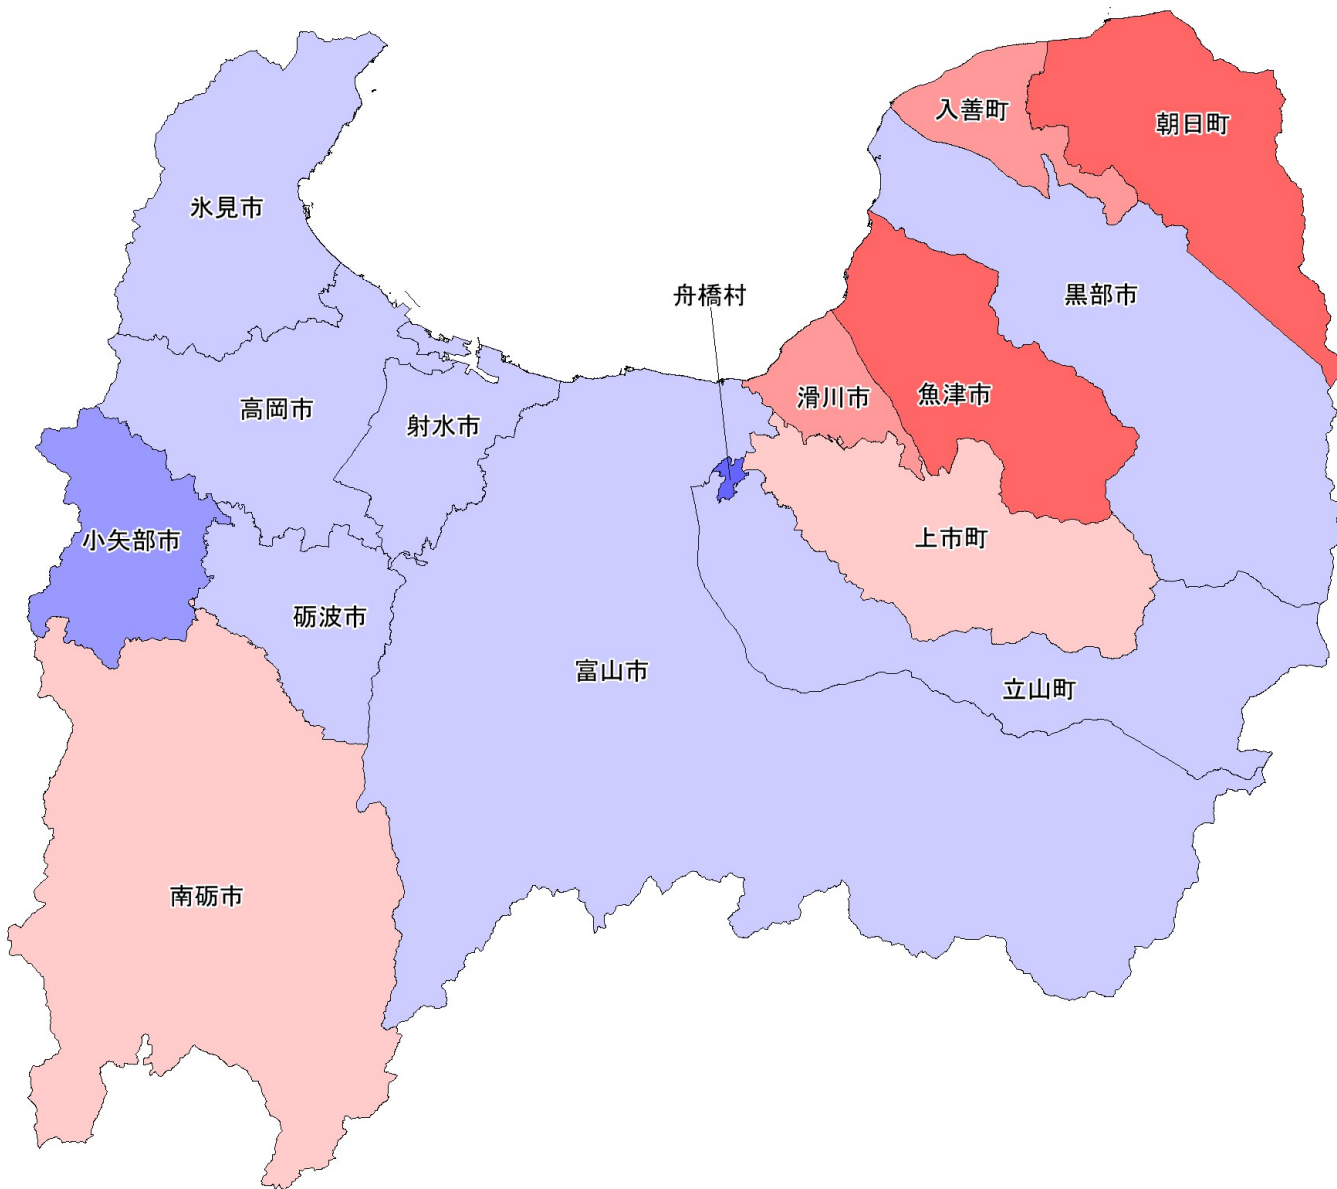 入善町
朝日町
氷見市
舟橋村
黒部市
高岡市
射水市
滑川市
魚津市
小矢部市
上市町
砺波市
富山市
立山町
南砺市